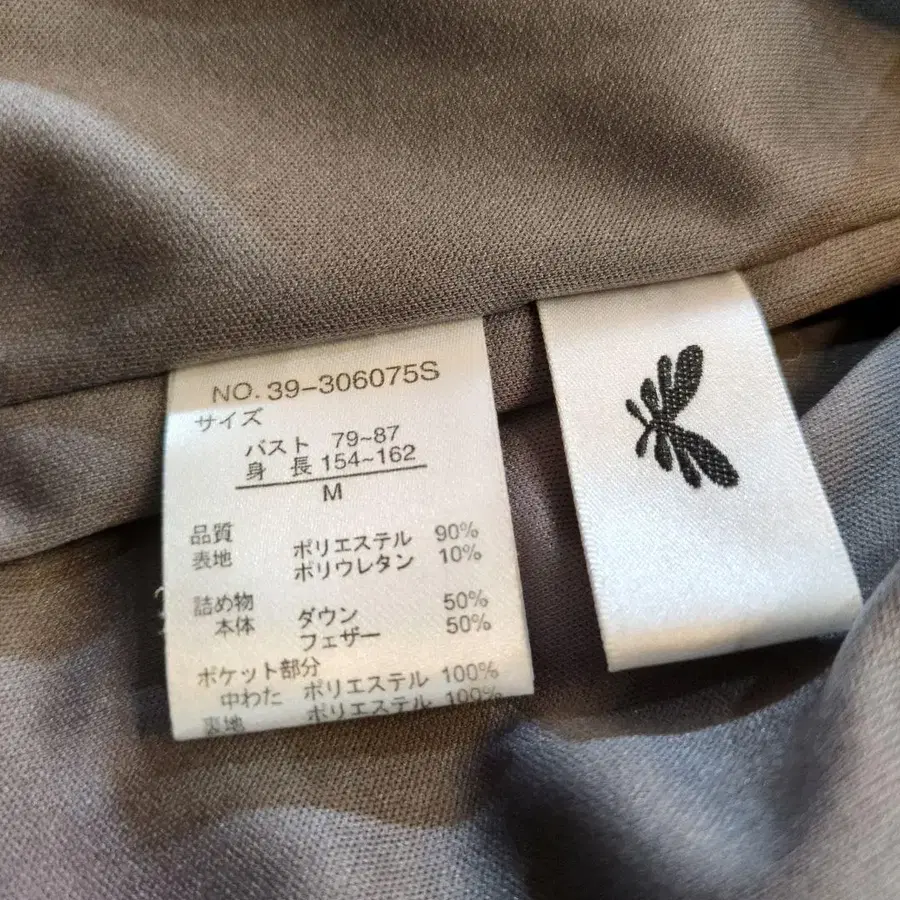 NO. 39-306075S
サイズ
バスト 79~87
身 長 154~162
M
品質
表地 ポリエステル 90%
ポリウレタン 10%
詰め物
本体 ダウン 50%
フェザー 50%
ポケット部分
中わた ポリエステル 100%
裏地 ポリエステル 100%